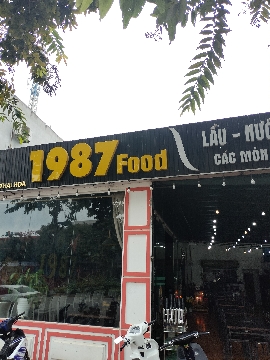 1987 Food
LẨU - NƯỚ
CÁC MÓN